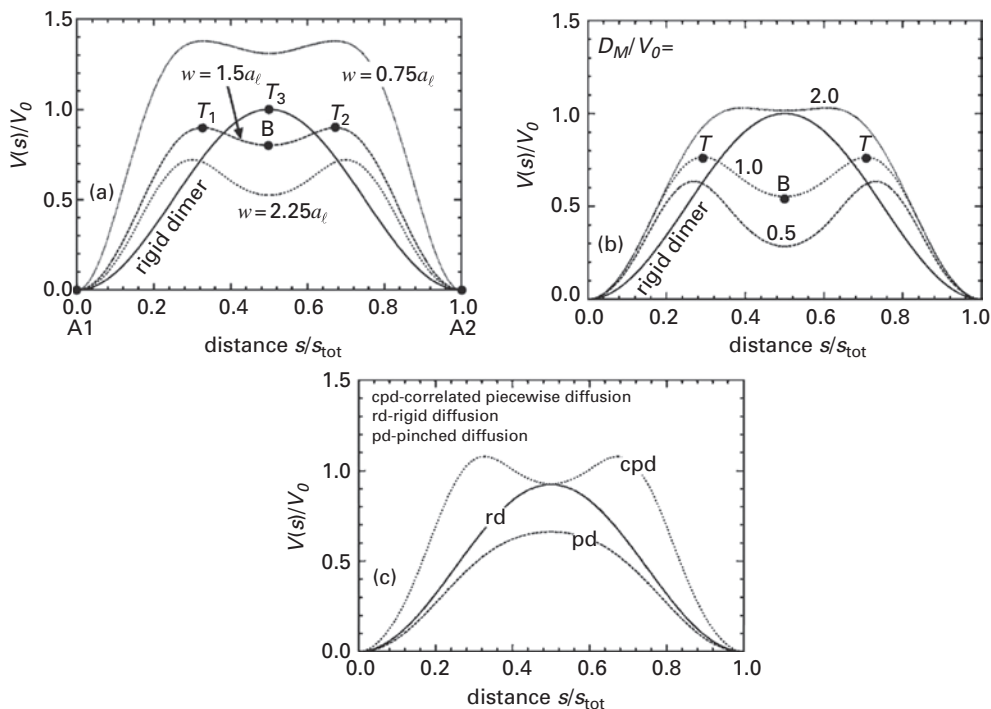 1.5
1.0
0.5
0.0
V(s)/V₀
(a)
w = 1.5aℓ
w = 0.75aℓ
T₁
T₃
T₂
B
w = 2.25aℓ
rigid dimer
0.0 0.2 0.4 0.6 0.8 1.0
A1 A2
distance s/sₜₒₜ
1.5
1.0
0.5
0.0
V(s)/V₀
D_M/V₀=
2.0
T
1.0
T
B
0.5
(b)
rigid dimer
0.0 0.2 0.4 0.6 0.8 1.0
distance s/sₜₒₜ
1.5
1.0
0.5
0.0
V(s)/V₀
cpd-correlated piecewise diffusion
rd-rigid diffusion
pd-pinched diffusion
cpd
rd
pd
(c)
0.0 0.2 0.4 0.6 0.8 1.0
distance s/sₜₒₜ